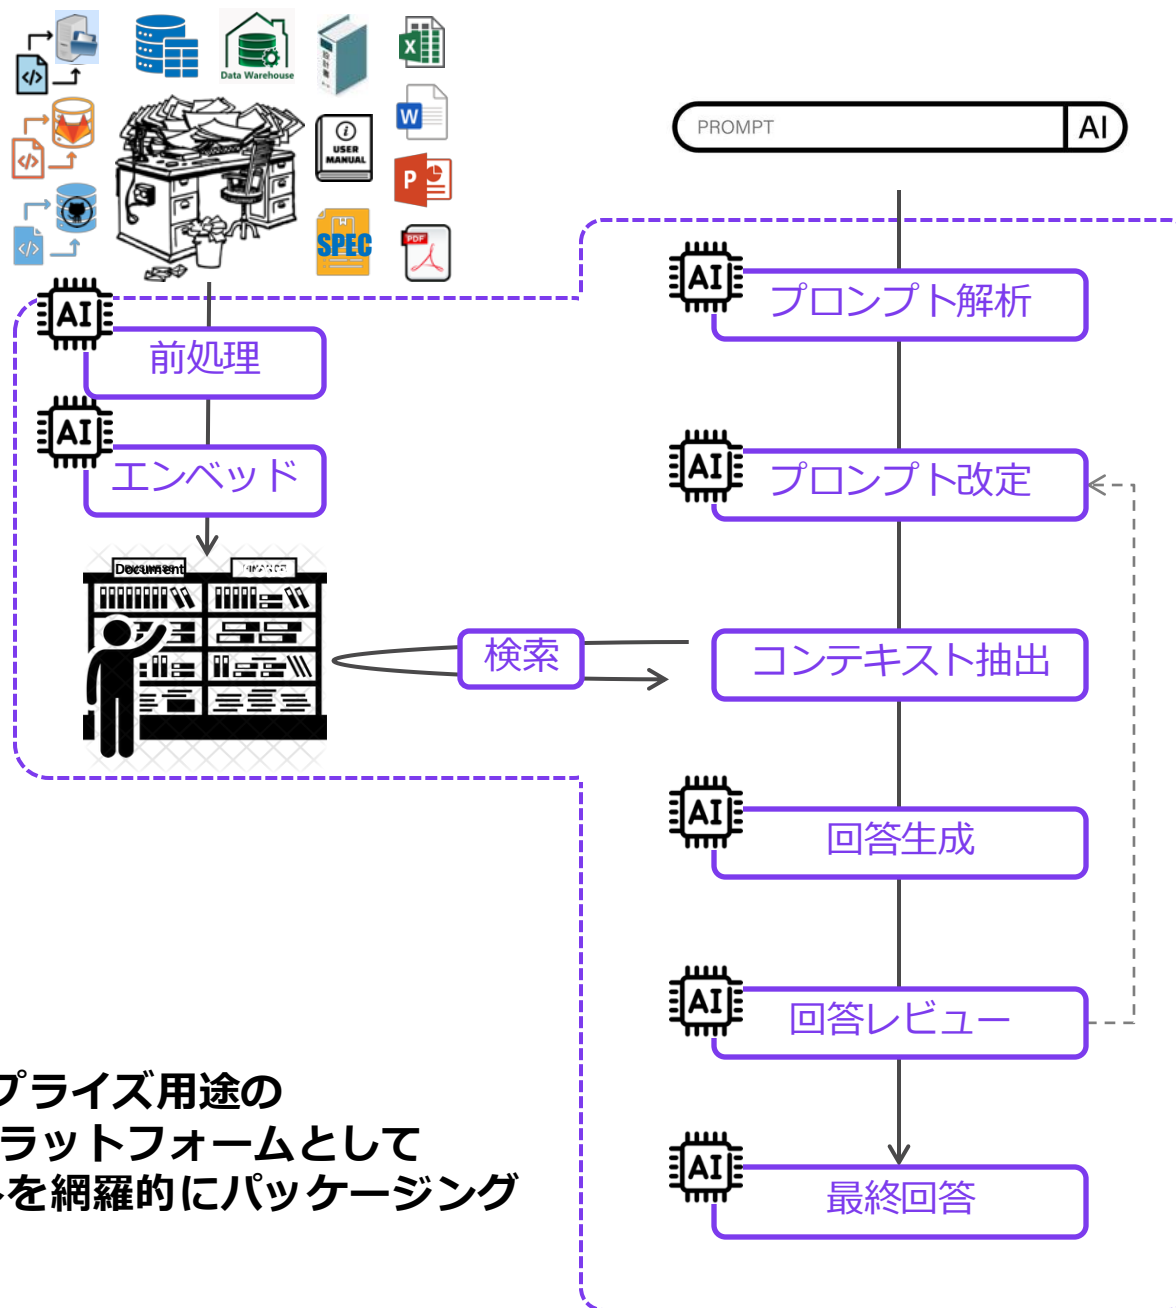 Data Warehouse
設計書
X
W
P
PDF
i
USER
MANUAL
SPEC
PROMPT
AI
AI
前処理
AI
エンベッド
Document
検索
AI
プロンプト解析
AI
プロンプト改定
コンテキスト抽出
AI
回答生成
AI
回答レビュー
AI
最終回答
プライズ用途の
ラットフォームとして
を網羅的にパッケージング